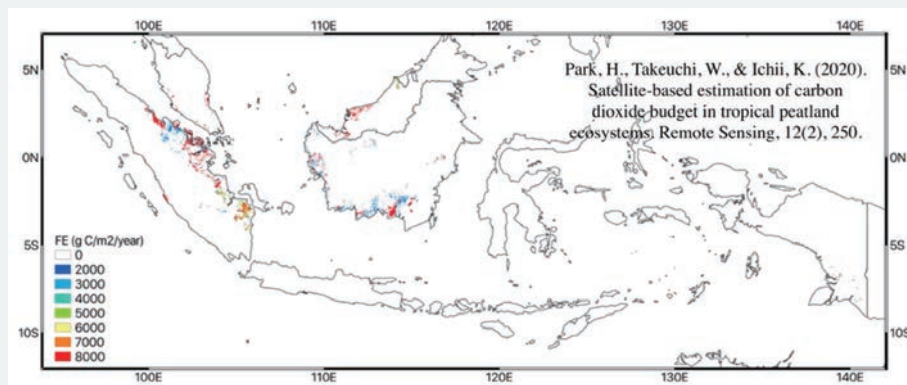 100E 110E 120E 130E 140E
5N 5N
Park, H., Takeuchi, W., & Ichii, K. (2020).
Satellite-based estimation of carbon
dioxide budget in tropical peatland
ecosystems. Remote Sensing, 12(2), 250.
0N 0N
5S 5S
FE (g C/m2/year)
0
2000
3000
4000
5000
6000
7000
8000
10S 10S
100E 110E 120E 130E 140E